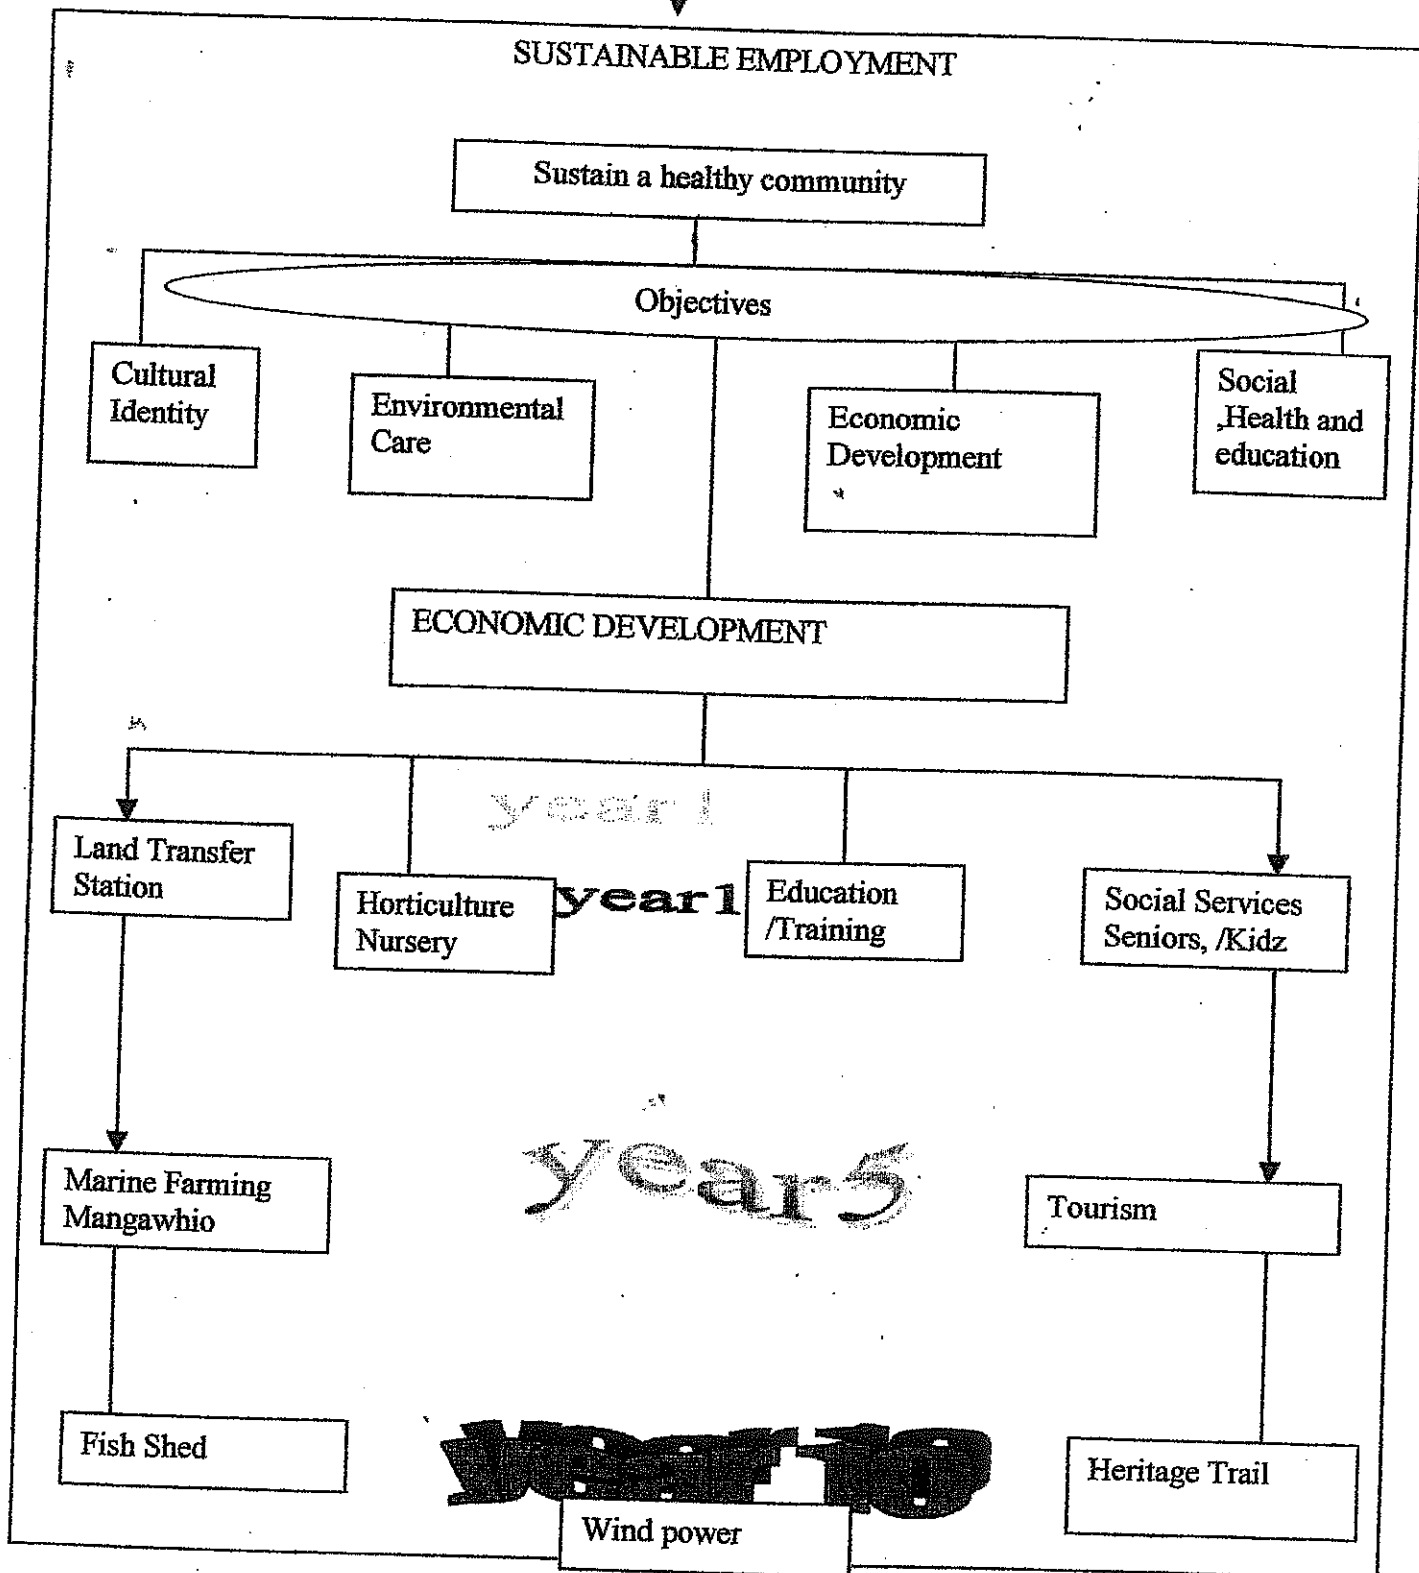 SUSTAINABLE EMPLOYMENT
Sustain a healthy community
Objectives
Cultural
Identity
Environmental
Care
Economic
Development
Social
,Health and
education
ECONOMIC DEVELOPMENT
year1
Land Transfer
Station
Horticulture
Nursery
year1
Education
/Training
Social Services
Seniors, /Kidz
Marine Farming
Mangawhio
year5
Tourism
Fish Shed
year10
Heritage Trail
Wind power